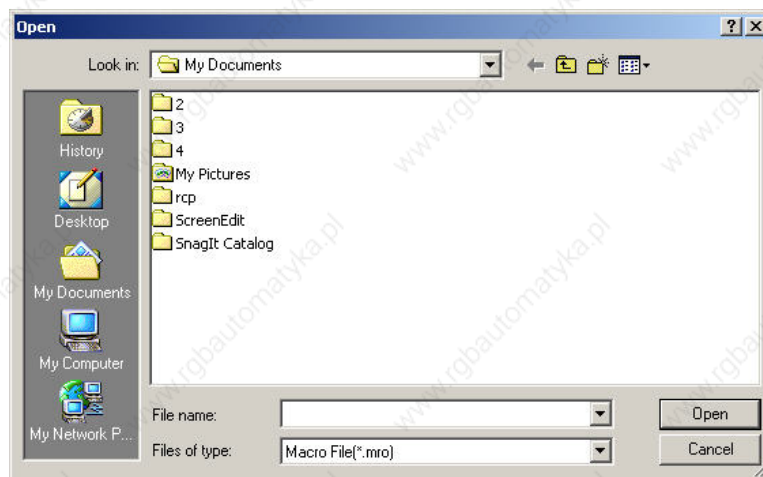 Open
Look in: My Documents
History
Desktop
My Documents
My Computer
My Network P...
2
3
4
My Pictures
rcp
ScreenEdit
SnagIt Catalog
File name:
Open
Files of type: Macro File(*.mro)
Cancel
www.rgbautomatyka.pl